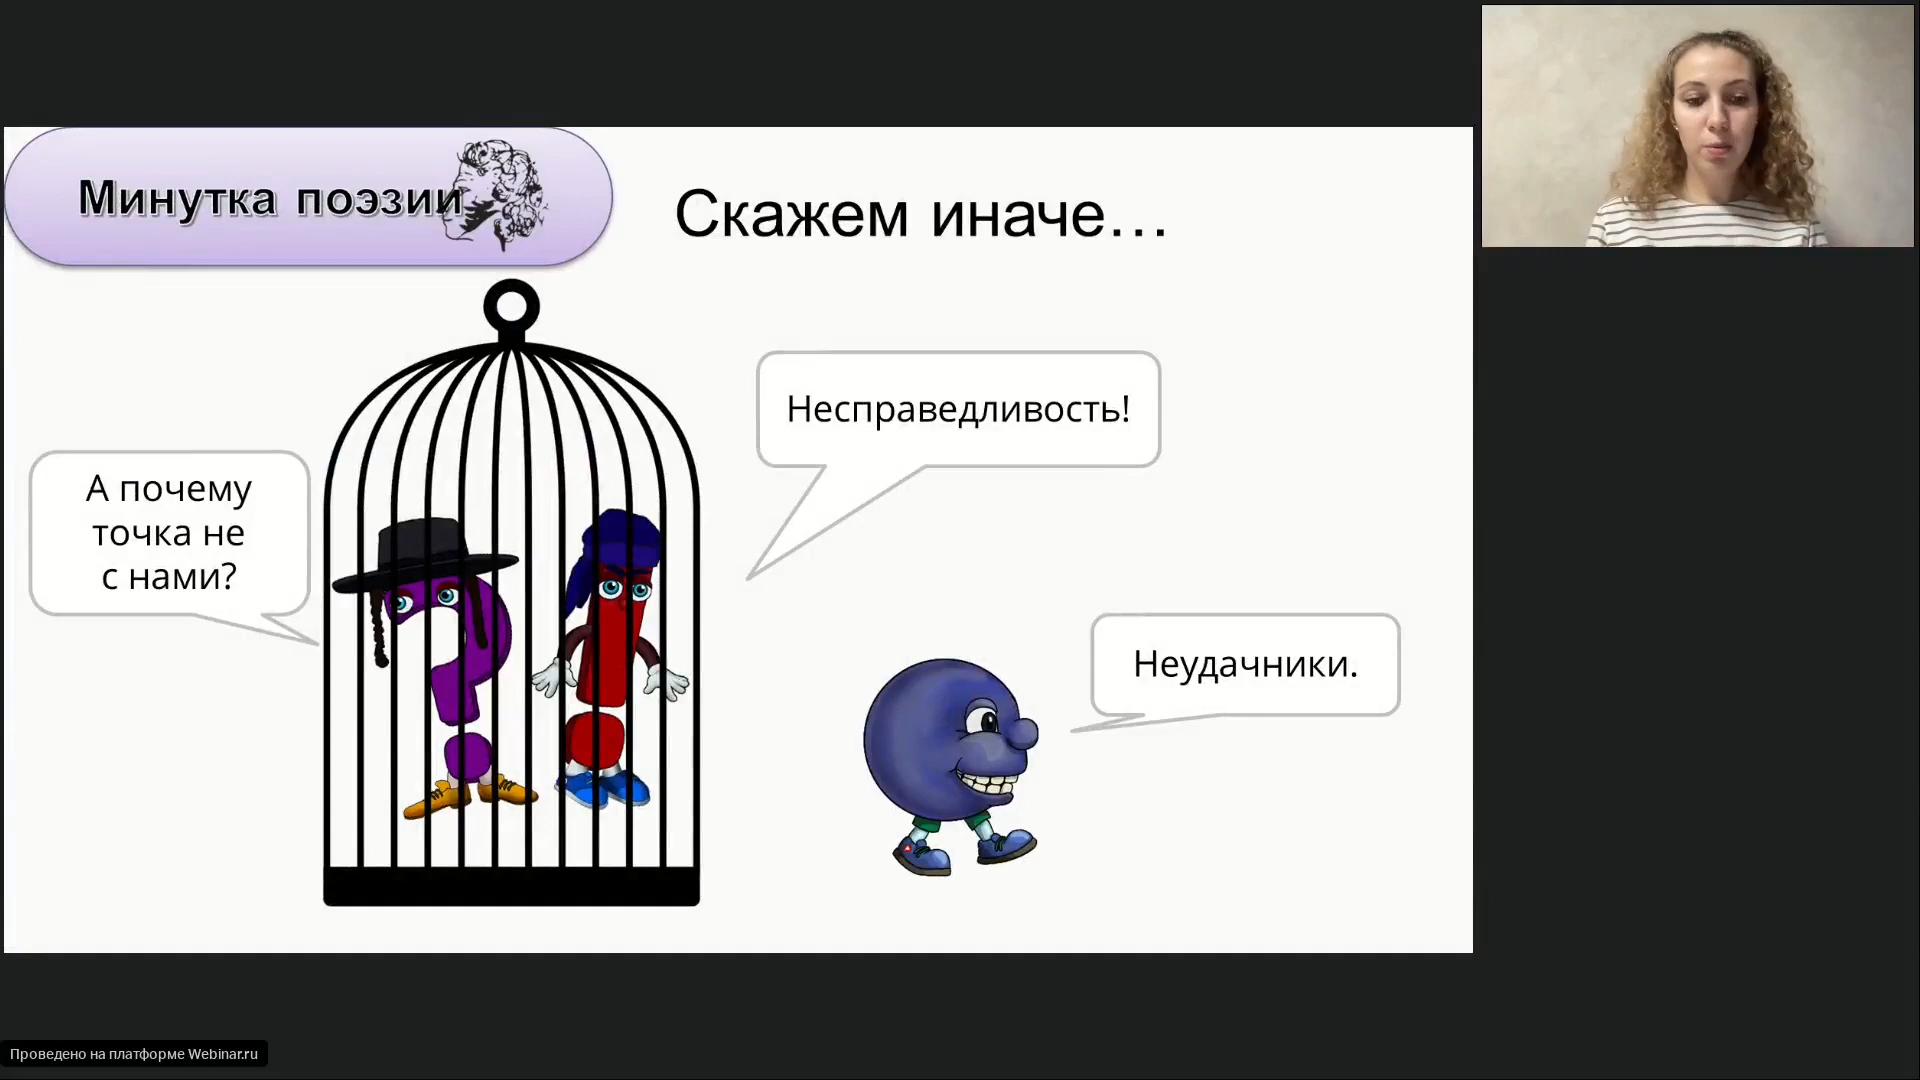 Минутка поэзии
Скажем иначе...
Несправедливость!
А почему
точка не
с нами?
Неудачники.
Проведено на платформе Webinar.ru